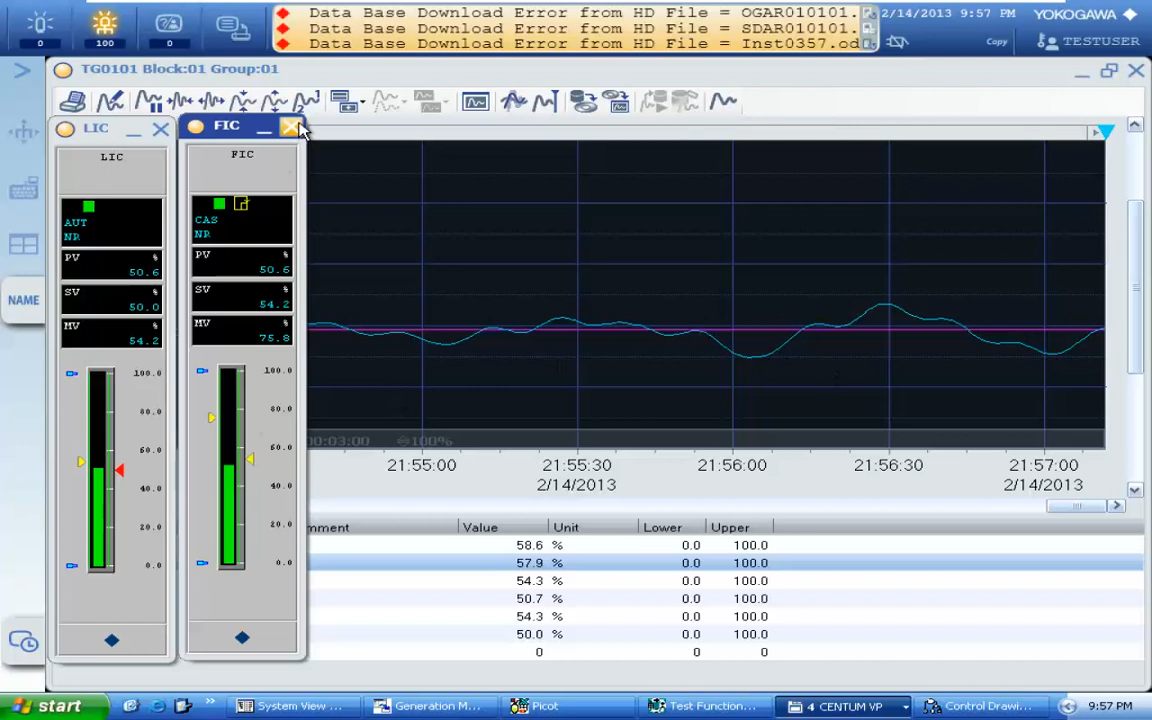 Data Base Download Error from HD File = OGAR010101.
Data Base Download Error from HD File = SDAR010101.
Data Base Download Error from HD File = Inst0357.od
0
100
0
2/14/2013 9:57 PM
YOKOGAWA
Copy
TESTUSER
TG0101 Block:01 Group:01
NAME
LIC
LIC
AUT
NR
PV %
50.6
SV %
50.0
MV %
54.2
100.0
80.0
60.0
40.0
20.0
0.0
FIC
FIC
CAS
NR
PV %
50.6
SV %
54.2
MV %
75.8
100.0
80.0
60.0
40.0
20.0
0.0
00:03:00 100%
21:55:00 21:55:30 21:56:00 21:56:30 21:57:00
2/14/2013 2/14/2013
mment Value Unit Lower Upper
58.6 % 0.0 100.0
57.9 % 0.0 100.0
54.3 % 0.0 100.0
50.7 % 0.0 100.0
54.3 % 0.0 100.0
50.0 % 0.0 100.0
0 0 0
start
System View ...
Generation M...
Picot
Test Function...
4 CENTUM VP
Control Drawi...
9:57 PM